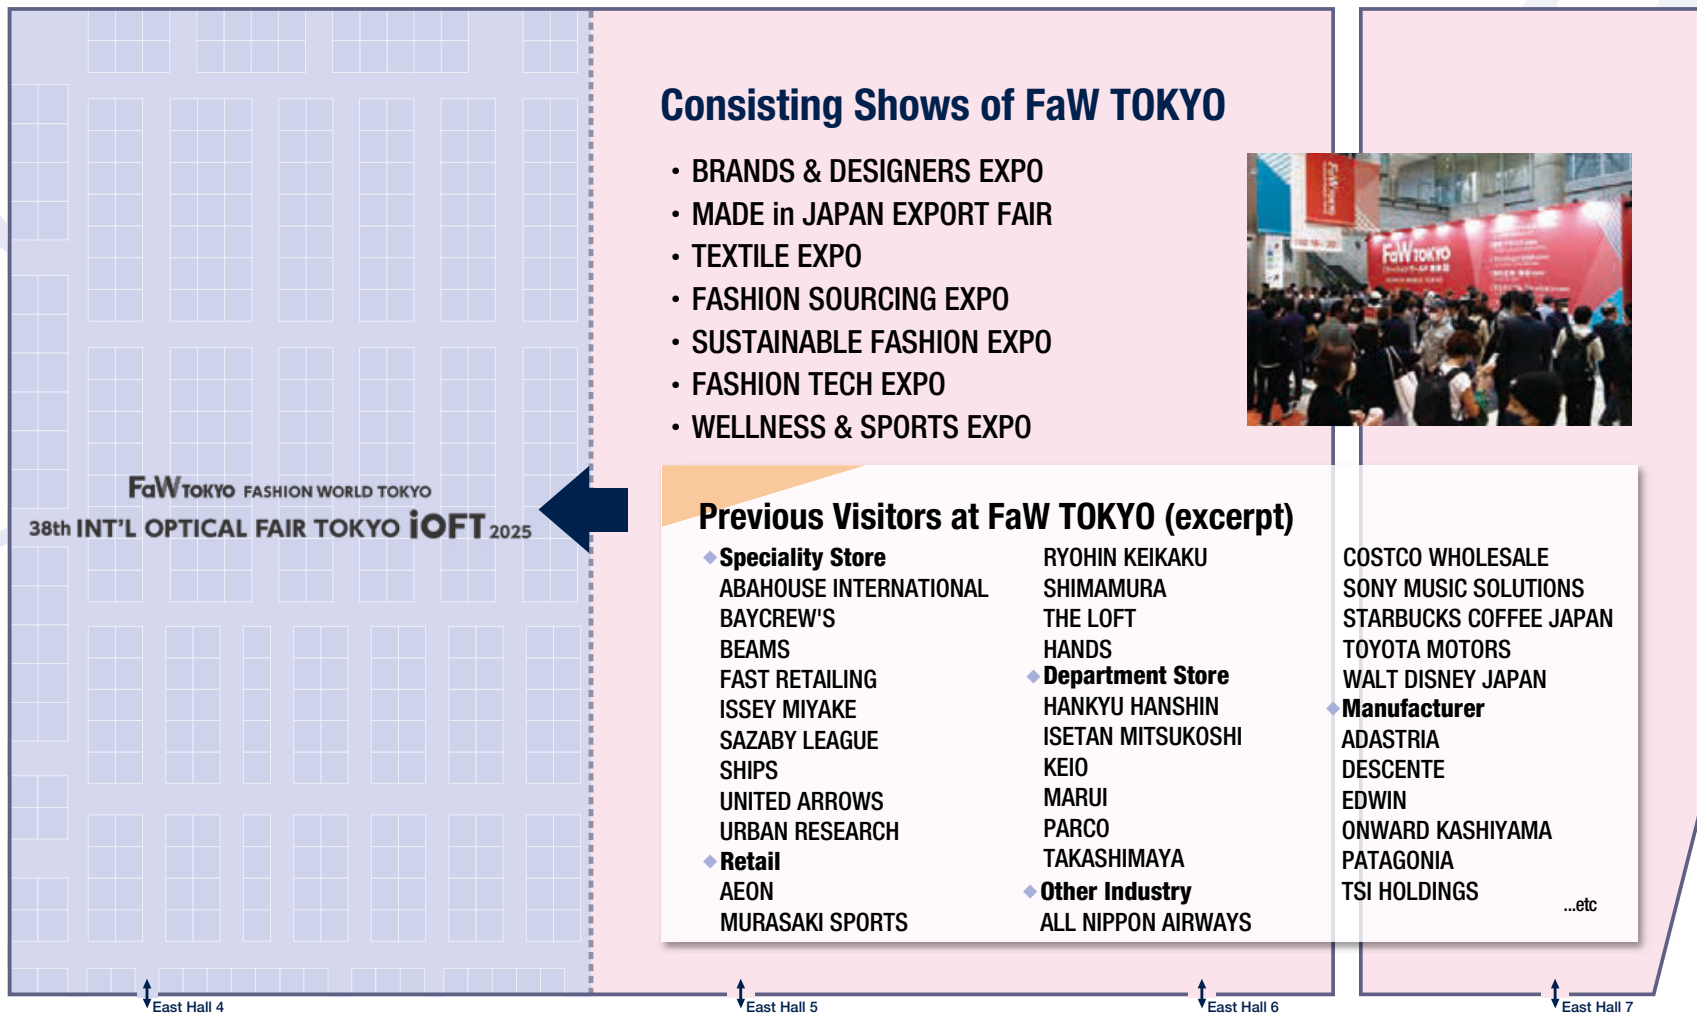 Consisting Shows of FaW TOKYO
・BRANDS & DESIGNERS EXPO
・MADE in JAPAN EXPORT FAIR
・TEXTILE EXPO
・FASHION SOURCING EXPO
・SUSTAINABLE FASHION EXPO
・FASHION TECH EXPO
・WELLNESS & SPORTS EXPO
FaW TOKYO
FaW TOKYO FASHION WORLD TOKYO
38th INT'L OPTICAL FAIR TOKYO iOFT 2025
Previous Visitors at FaW TOKYO (excerpt)
◆Speciality Store
ABAHOUSE INTERNATIONAL
BAYCREW'S
BEAMS
FAST RETAILING
ISSEY MIYAKE
SAZABY LEAGUE
SHIPS
UNITED ARROWS
URBAN RESEARCH
◆Retail
AEON
MURASAKI SPORTS
RYOHIN KEIKAKU
SHIMAMURA
THE LOFT
HANDS
◆Department Store
HANKYU HANSHIN
ISETAN MITSUKOSHI
KEIO
MARUI
PARCO
TAKASHIMAYA
◆Other Industry
ALL NIPPON AIRWAYS
COSTCO WHOLESALE
SONY MUSIC SOLUTIONS
STARBUCKS COFFEE JAPAN
TOYOTA MOTORS
WALT DISNEY JAPAN
◆Manufacturer
ADASTRIA
DESCENTE
EDWIN
ONWARD KASHIYAMA
PATAGONIA
TSI HOLDINGS
...etc
East Hall 4
East Hall 5
East Hall 6
East Hall 7